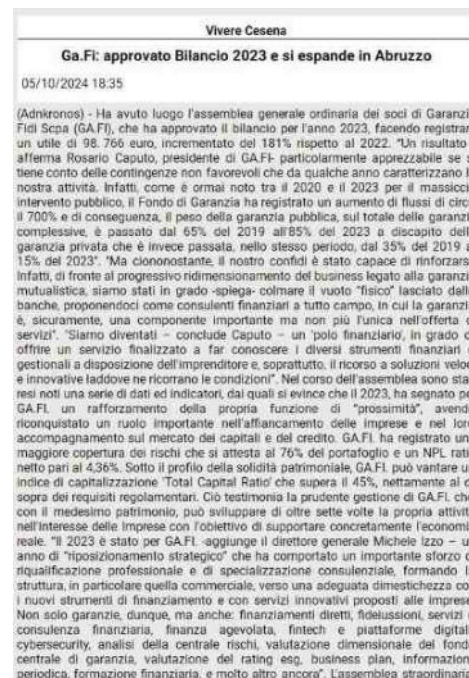 Vivere Cesena
Ga.Fi: approvato Bilancio 2023 e si espande in Abruzzo
05/10/2024 18:35
(Adnkronos) - Ha avuto luogo l'assemblea generale ordinaria dei soci di Garanzi
Fidi Scpa (GA.FI), che ha approvato il bilancio per l'anno 2023, facendo registrar
un utile di 98. 766 euro, incremento del 181% rispetto al 2022. "Un risultato
afferma Rosario Caputo, presidente di GA.FI- particolarmente apprezzabile se s
tiene conto delle contingenze non favorevoli che da qualche anno caratterizzano l
nostra attività. Infatti, come è ormai noto tra il 2020 e il 2023 per il massicci
intervento pubblico, il Fondo di Garanzia ha registrato un aumento di flussi di circ
il 700% e di conseguenza, il peso della garanzia pubblica, sul totale delle garanzi
complessive, è passato dal 65% del 2019 all'85% del 2023 a discapito dell
garanzia privata che è invece passata, nello stesso periodo, dal 35% del 2019 a
15% del 2023". "Ma ciononostante, il nostro confidi è stato capace di rinforzars
Infatti, di fronte al progressivo ridimensionamento del business legato alla garanzi
mutualistica, siamo stati in grado -spiega- colmare il vuoto "fisico" lasciato dall
banche, proponendoci come consulenti finanziari a tutto campo, in cui la garanzi
è, sicuramente, una componente importante ma non più l'unica nell'offerta d
servizi". "Siamo diventati – conclude Caputo – un 'polo finanziario', in grado d
offrire un servizio finalizzato a far conoscere i diversi strumenti finanziari
gestionali a disposizione dell'imprenditore e, soprattutto, il ricorso a soluzioni veloc
e innovative laddove ne ricorrano le condizioni". Nel corso dell'assemblea sono stat
resi noti una serie di dati ed indicatori, dai quali si evince che il 2023, ha segnato pe
GA.FI. un rafforzamento della propria funzione di "prossimità", avend
riconquistato un ruolo importante nell'affiancamento delle imprese e nel lor
accompagnamento sul mercato dei capitali e del credito. GA.FI. ha registrato un
maggiore copertura dei rischi che si attesta al 76% del portafoglio e un NPL rati
netto pari al 4,36%. Sotto il profilo della solidità patrimoniale, GA.FI. può vantare u
indice di capitalizzazione 'Total Capital Ratio' che supera il 45%, nettamente al d
sopra dei requisiti regolamentari. Ciò testimonia la prudente gestione di GA.FI. che
con il medesimo patrimonio, può sviluppare di oltre sette volte la propria attivit
nell'interesse delle Imprese con l'obiettivo di supportare concretamente l'economi
reale. "Il 2023 è stato per GA.FI. -aggiunge il direttore generale Michele Izzo – u
anno di "riposizionamento strategico" che ha comportato un importante sforzo d
riqualificazione professionale e di specializzazione consulenziale, formando l
struttura, in particolare quella commerciale, verso una adeguata dimestichezza co
i nuovi strumenti di finanziamento e con servizi innovativi proposti alle imprese
Non solo garanzie, dunque, ma anche: finanziamenti diretti, fideiussioni, servizi d
consulenza finanziaria, finanza agevolata, fintech e piattaforme digital
cybersecurity, analisi della centrale rischi, valutazione dimensionale del fond
centrale di garanzia, valutazione del rating esg, business plan, informazion
periodica, formazione finanziaria, e molto altro ancora". L'assemblea straordinaria